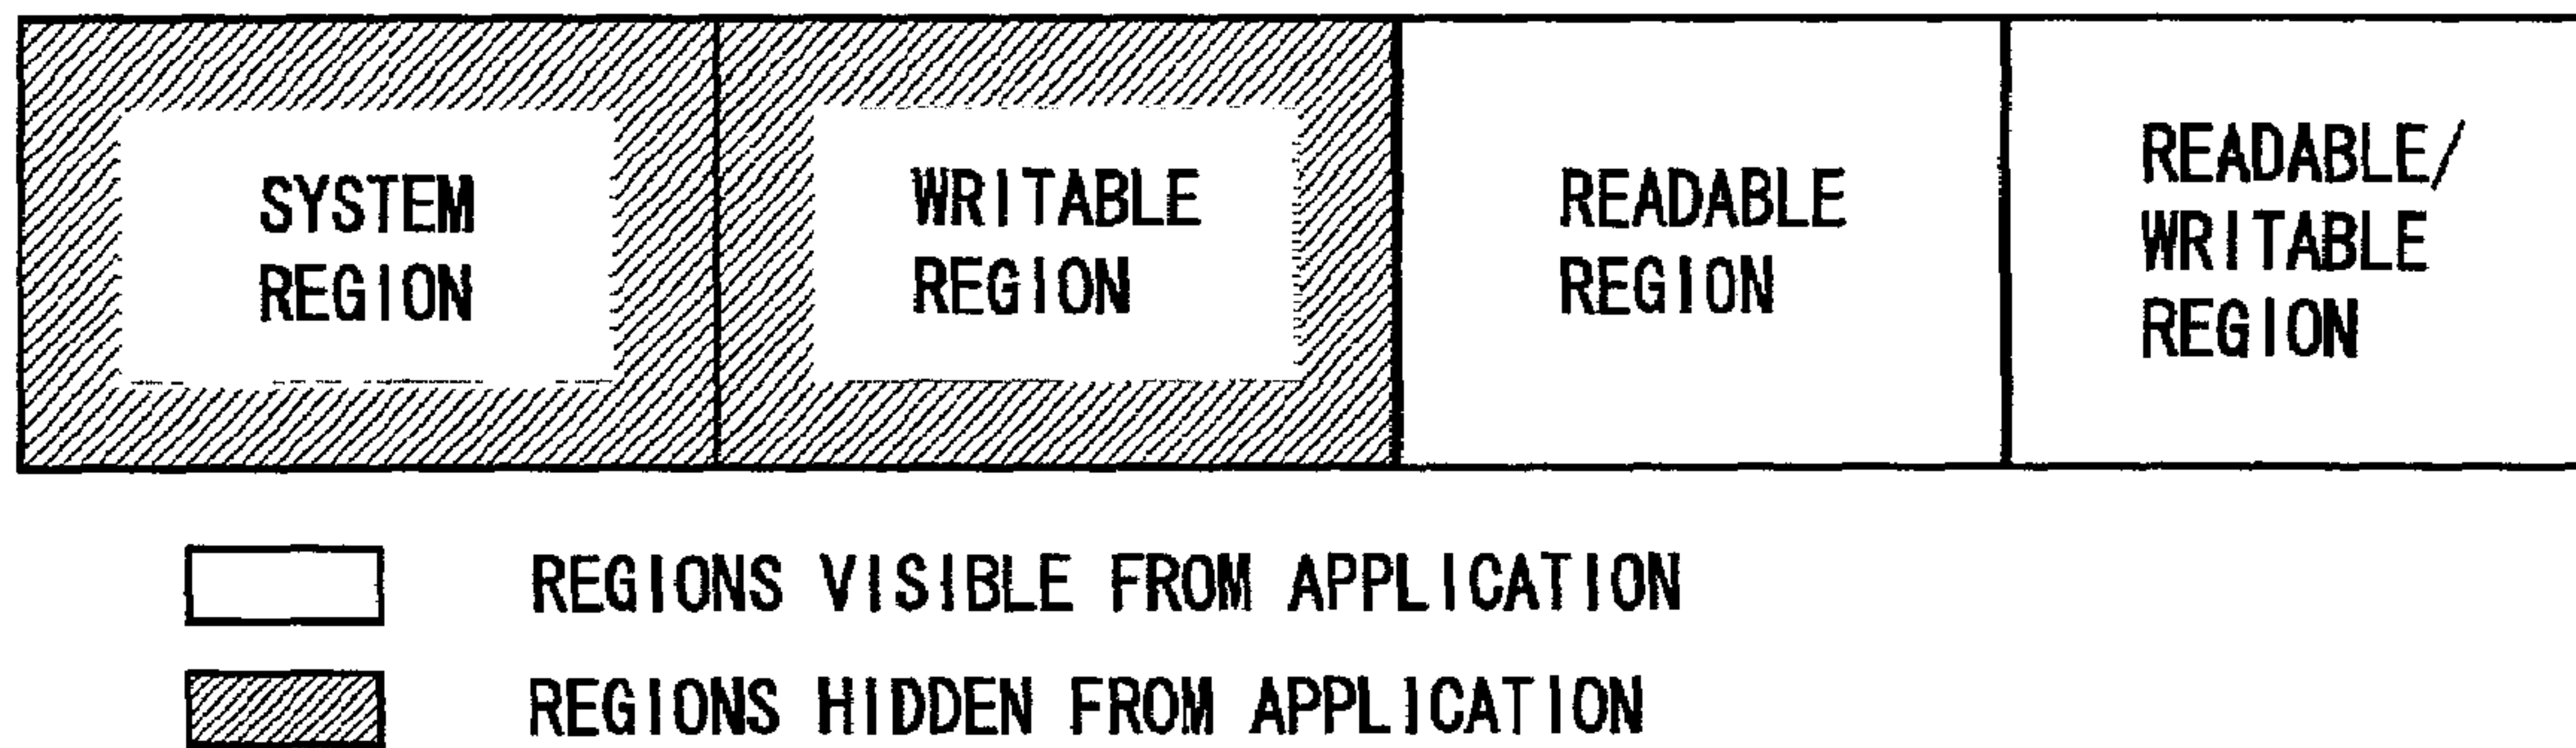 SYSTEM
REGION
WRITABLE
REGION
READABLE
REGION
READABLE/
WRITABLE
REGION
REGIONS VISIBLE FROM APPLICATION
REGIONS HIDDEN FROM APPLICATION